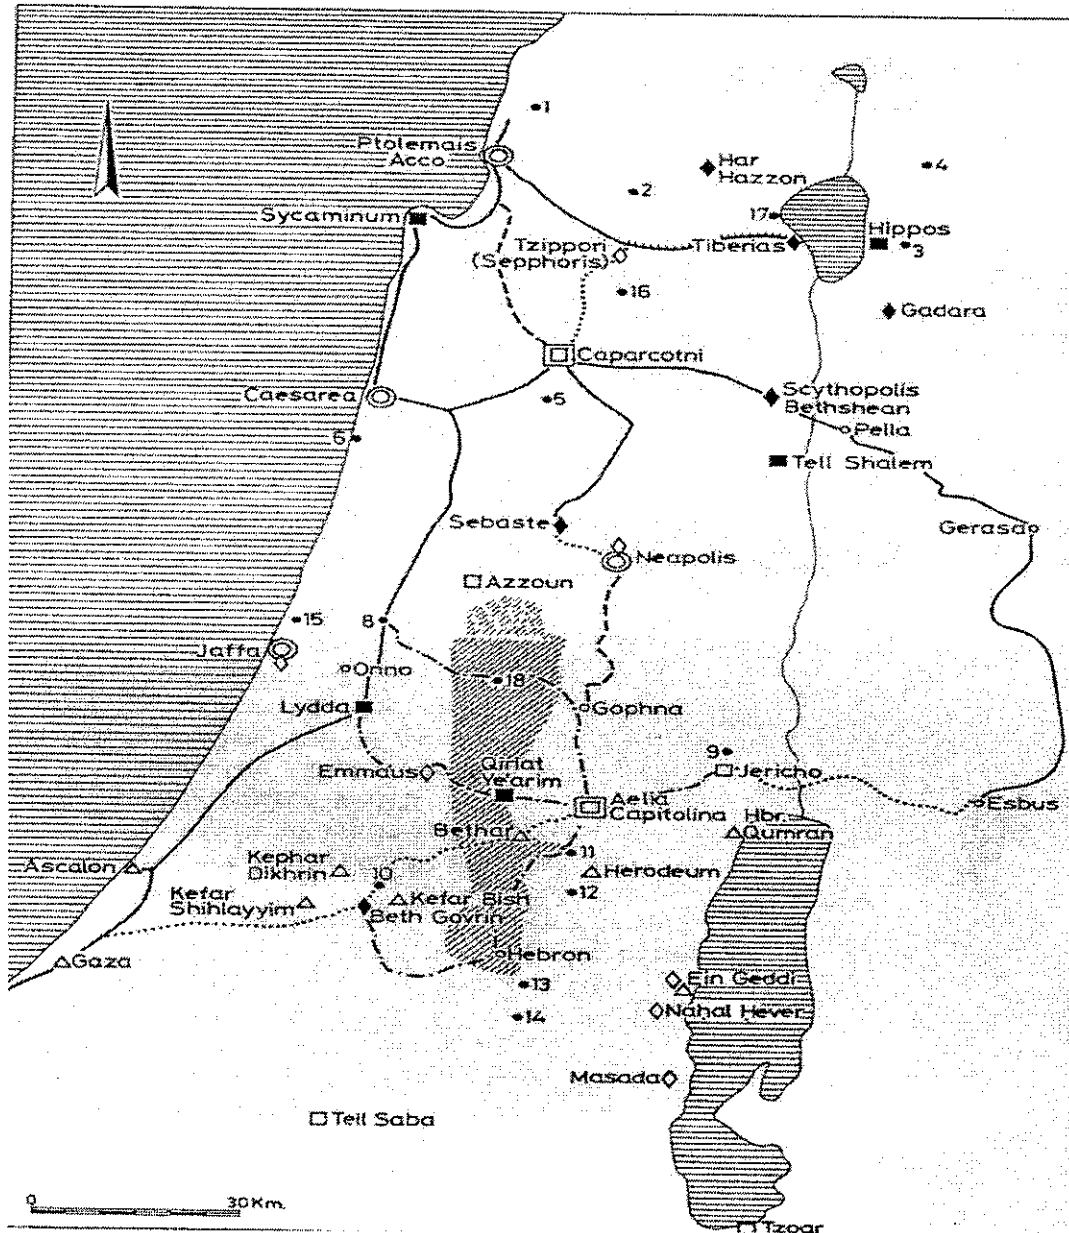 1
Ptolemais
Acco
Har
Hazzon
4
2
Sycaminum
17
Hippos
Tzippori
(Sepphoris)
Tiberias
3
16
Gadara
Caparcotni
Caesarea
5
Scythopolis
Bethshean
Pella
6
Tell Shalem
Sebaste
Gerasa
Neapolis
Azzoun
15
8
Jaffa
Onno
18
Lydda
Gophna
9
Jericho
Emmaus
Qiriat
Ye'arim
Aelia
Capitolina
Esbus
Hbr.
Qumran
Bethar
11
Ascalon
Kephar
Dikhrin
10
Herodeum
12
Kefar
Shihlayyim
Kefar Bish
Beth Govrin
Hebron
Gaza
13
Ein Geddi
14
Nahal Hever
Masada
Tell Saba
0
30 Km.
Tzoar